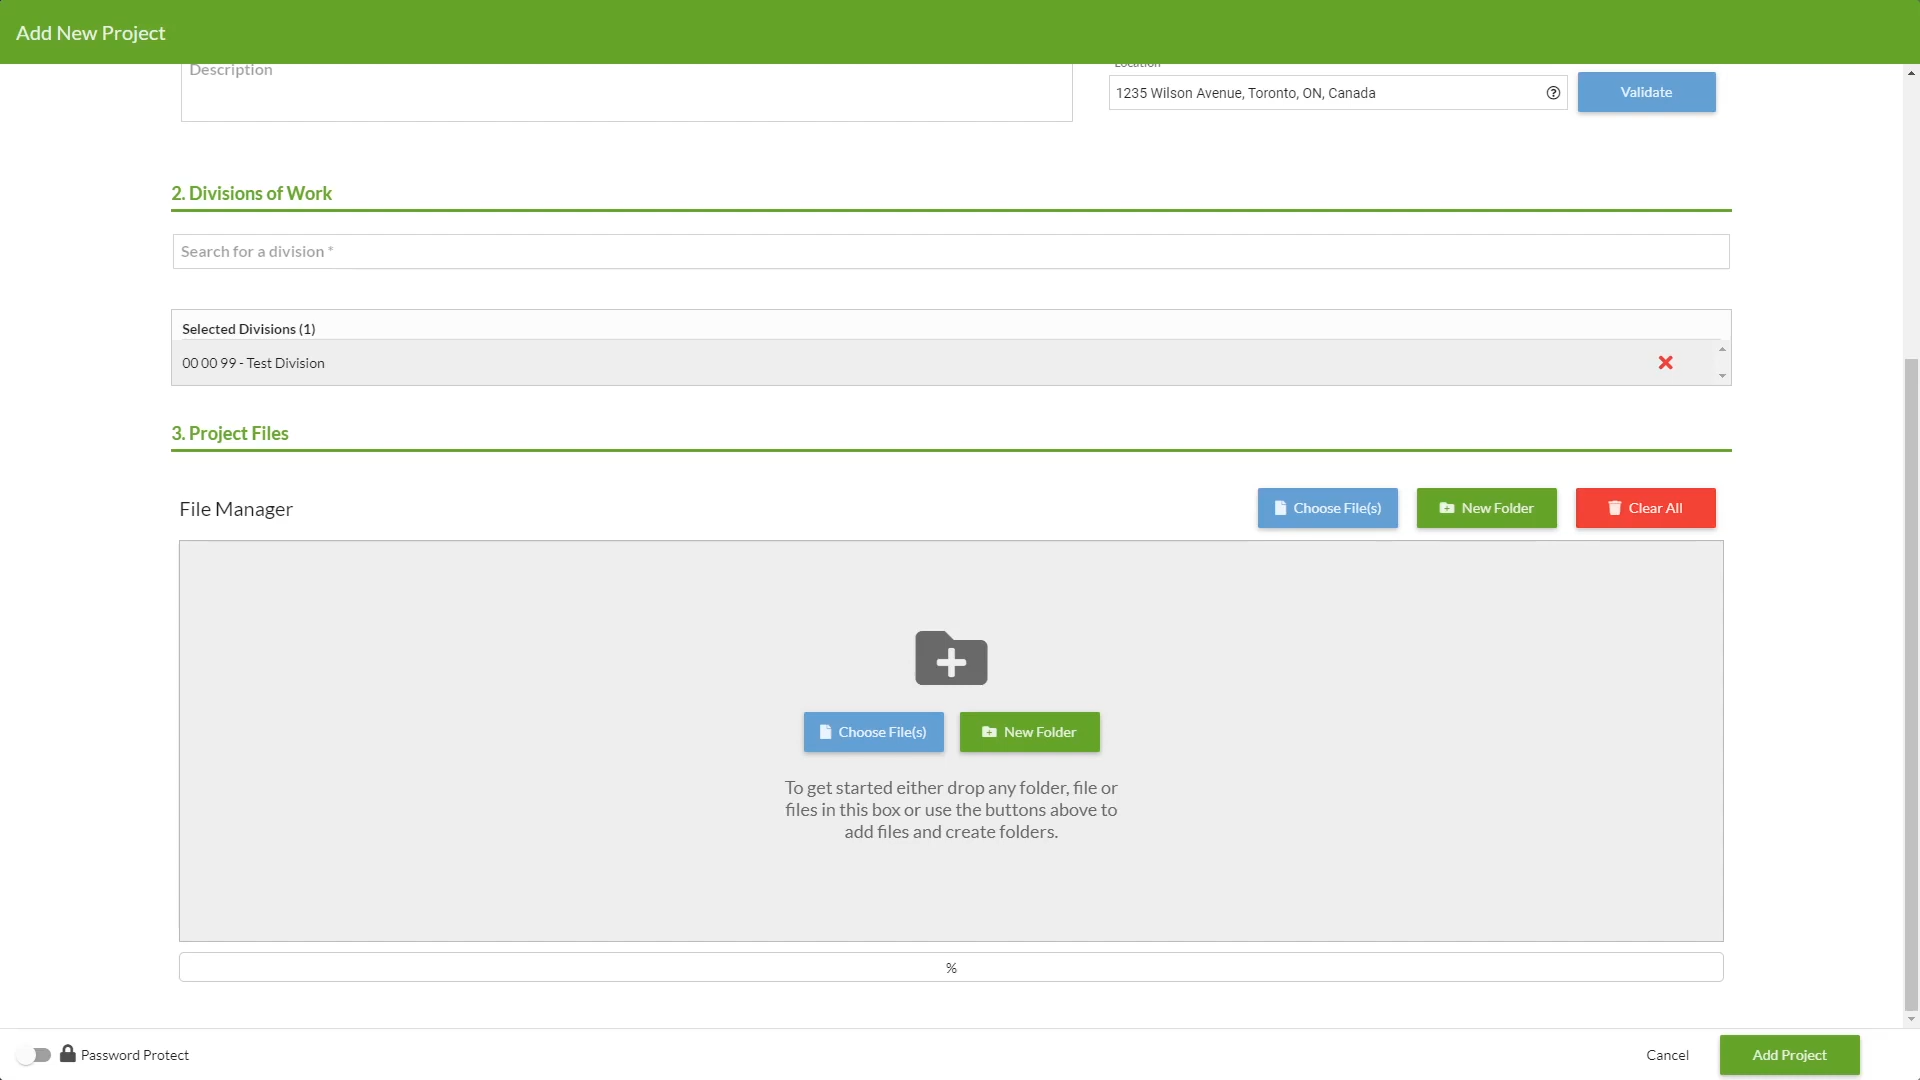 Add New Project
Description
Location
1235 Wilson Avenue, Toronto, ON, Canada
Validate
2. Divisions of Work
Search for a division *
Selected Divisions (1)
00 00 99 - Test Division
3. Project Files
File Manager
Choose File(s)
New Folder
Clear All
Choose File(s)
New Folder
To get started either drop any folder, file or
files in this box or use the buttons above to
add files and create folders.
%
Password Protect
Cancel
Add Project